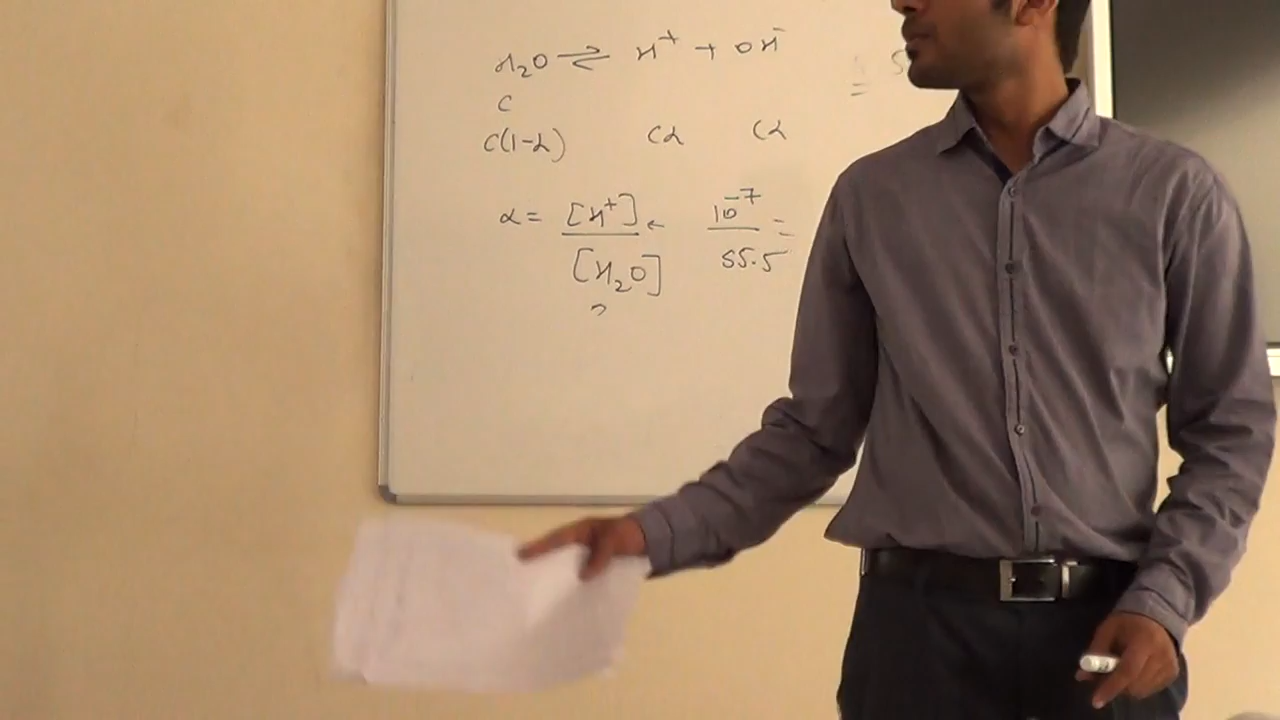 H₂O ⇌ H⁺ + OH⁻
C
C(1-α) Cα Cα
α = [H⁺] / [H₂O] ← 10⁻⁷ / 55.5 =
?